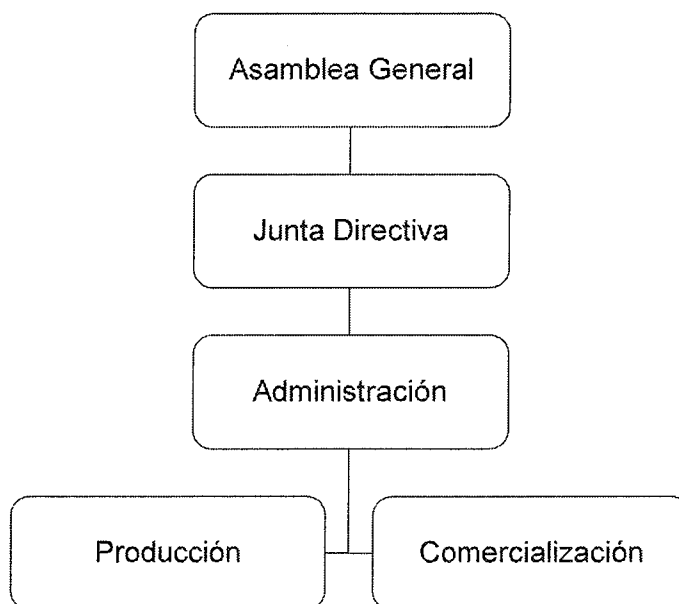 Asamblea General
Junta Directiva
Administración
Producción
Comercialización